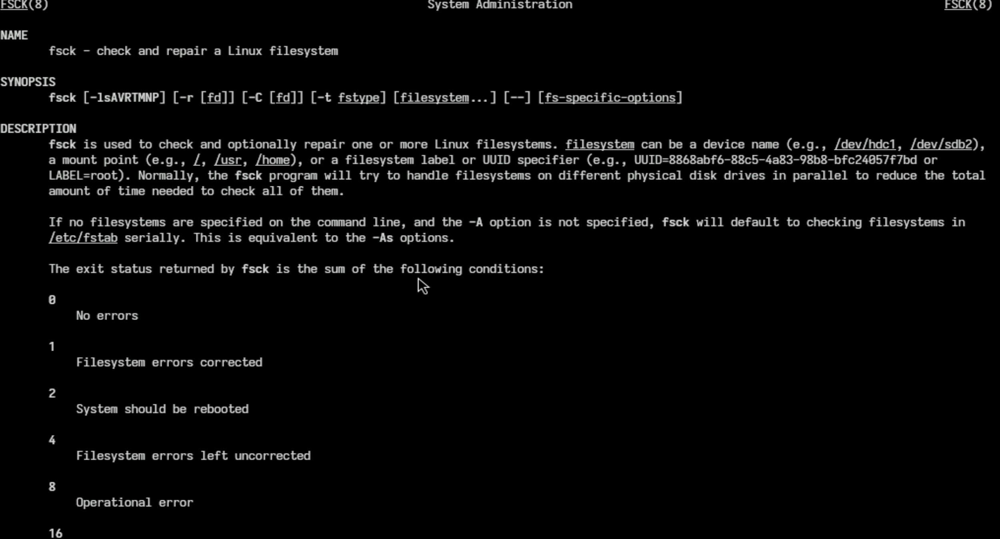 FSCK(8) System Administration FSCK(8)
NAME
fsck - check and repair a Linux filesystem
SYNOPSIS
fsck [-lsAVRTMNP] [-r [fd]] [-C [fd]] [-t fstype] [filesystem...] [--] [fs-specific-options]
DESCRIPTION
fsck is used to check and optionally repair one or more Linux filesystems. filesystem can be a device name (e.g., /dev/hdc1, /dev/sdb2),
a mount point (e.g., /, /usr, /home), or a filesystem label or UUID specifier (e.g., UUID=8868abf6-88c5-4a83-98b8-bfc24057f7bd or
LABEL=root). Normally, the fsck program will try to handle filesystems on different physical disk drives in parallel to reduce the total
amount of time needed to check all of them.
If no filesystems are specified on the command line, and the -A option is not specified, fsck will default to checking filesystems in
/etc/fstab serially. This is equivalent to the -As options.
The exit status returned by fsck is the sum of the following conditions:
0
No errors
1
Filesystem errors corrected
2
System should be rebooted
4
Filesystem errors left uncorrected
8
Operational error
16